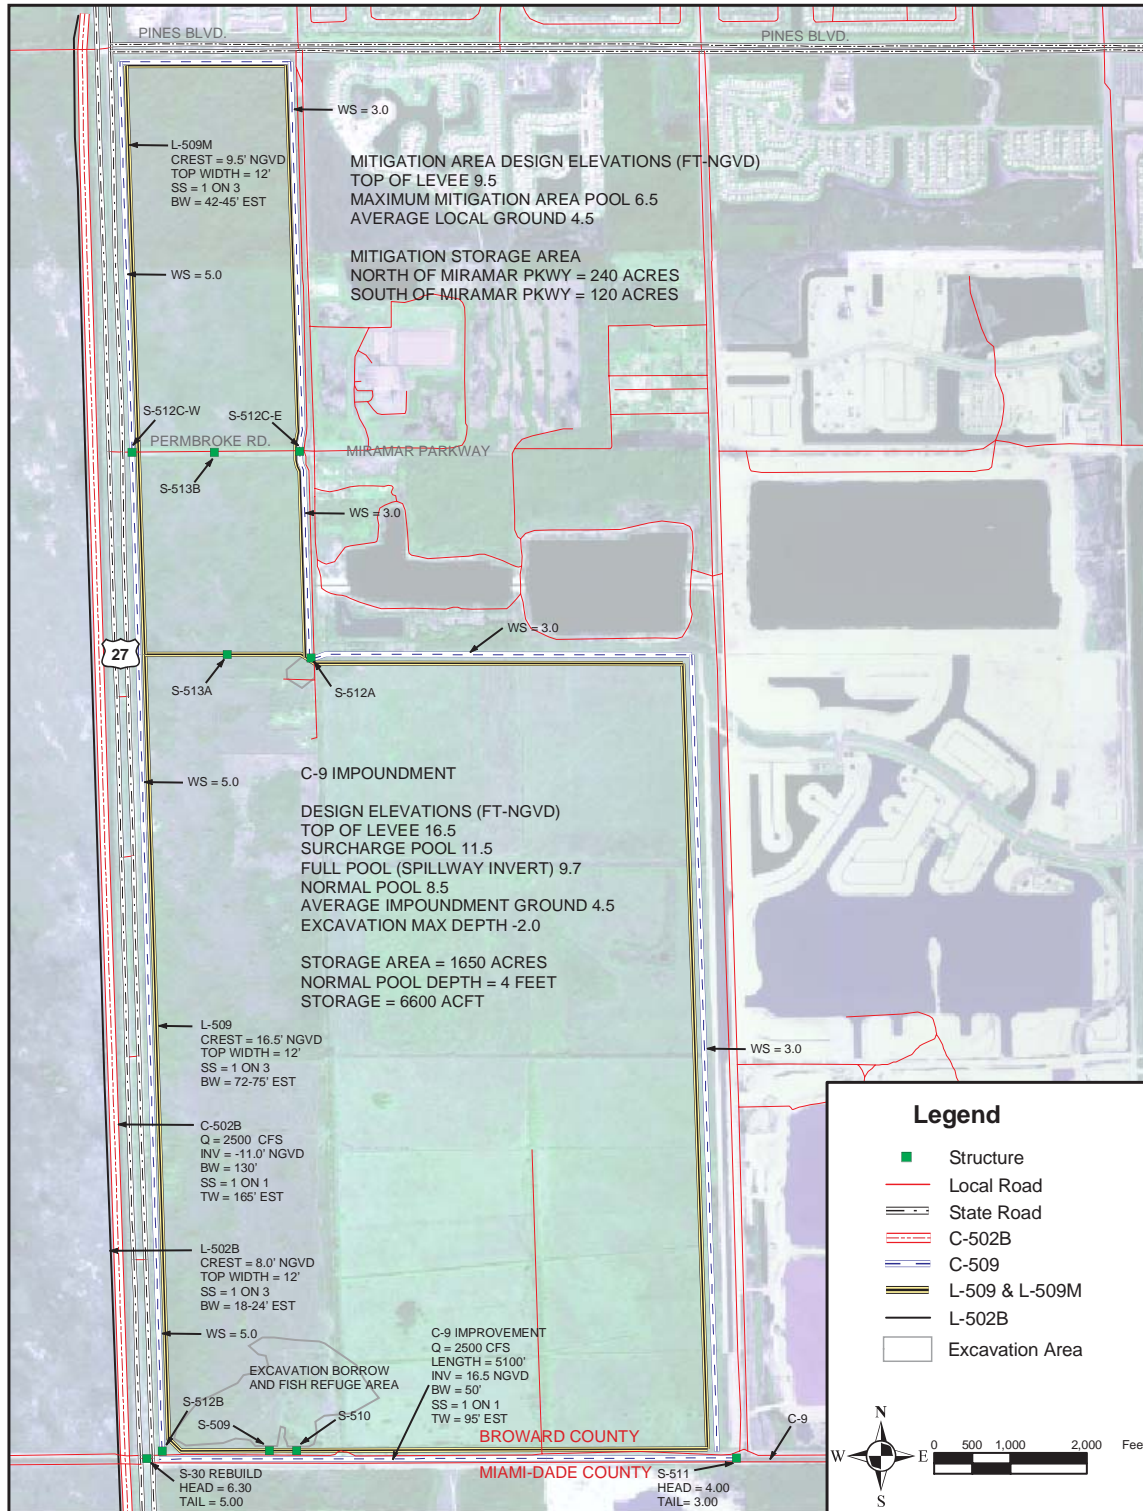 PINES BLVD.
PINES BLVD.
WS = 3.0
L-509M
CREST = 9.5' NGVD
TOP WIDTH = 12'
SS = 1 ON 3
BW = 42-45' EST
MITIGATION AREA DESIGN ELEVATIONS (FT-NGVD)
TOP OF LEVEE 9.5
MAXIMUM MITIGATION AREA POOL 6.5
AVERAGE LOCAL GROUND 4.5
MITIGATION STORAGE AREA
NORTH OF MIRAMAR PKWY = 240 ACRES
SOUTH OF MIRAMAR PKWY = 120 ACRES
WS = 5.0
S-512C-W
S-512C-E
PERMBROKE RD.
MIRAMAR PARKWAY
S-513B
WS = 3.0
WS = 3.0
27
S-513A
S-512A
WS = 5.0
C-9 IMPOUNDMENT
DESIGN ELEVATIONS (FT-NGVD)
TOP OF LEVEE 16.5
SURCHARGE POOL 11.5
FULL POOL (SPILLWAY INVERT) 9.7
NORMAL POOL 8.5
AVERAGE IMPOUNDMENT GROUND 4.5
EXCAVATION MAX DEPTH -2.0
STORAGE AREA = 1650 ACRES
NORMAL POOL DEPTH = 4 FEET
STORAGE = 6600 ACFT
L-509
CREST = 16.5' NGVD
TOP WIDTH = 12'
SS = 1 ON 3
BW = 72-75' EST
WS = 3.0
C-502B
Q = 2500 CFS
INV = -11.0' NGVD
BW = 130'
SS = 1 ON 1
TW = 165' EST
L-502B
CREST = 8.0' NGVD
TOP WIDTH = 12'
SS = 1 ON 3
BW = 18-24' EST
WS = 5.0
C-9 IMPROVEMENT
Q = 2500 CFS
LENGTH = 5100'
INV = 16.5 NGVD
BW = 50'
SS = 1 ON 1
TW = 95' EST
EXCAVATION BORROW
AND FISH REFUGE AREA
S-512B
S-509
S-510
BROWARD COUNTY
MIAMI-DADE COUNTY
C-9
S-30 REBUILD
HEAD = 6.30
TAIL = 5.00
S-511
HEAD = 4.00
TAIL= 3.00
Legend
Structure
Local Road
State Road
C-502B
C-509
L-509 & L-509M
L-502B
Excavation Area
N
W
E
S
0 500 1,000 2,000 Fee